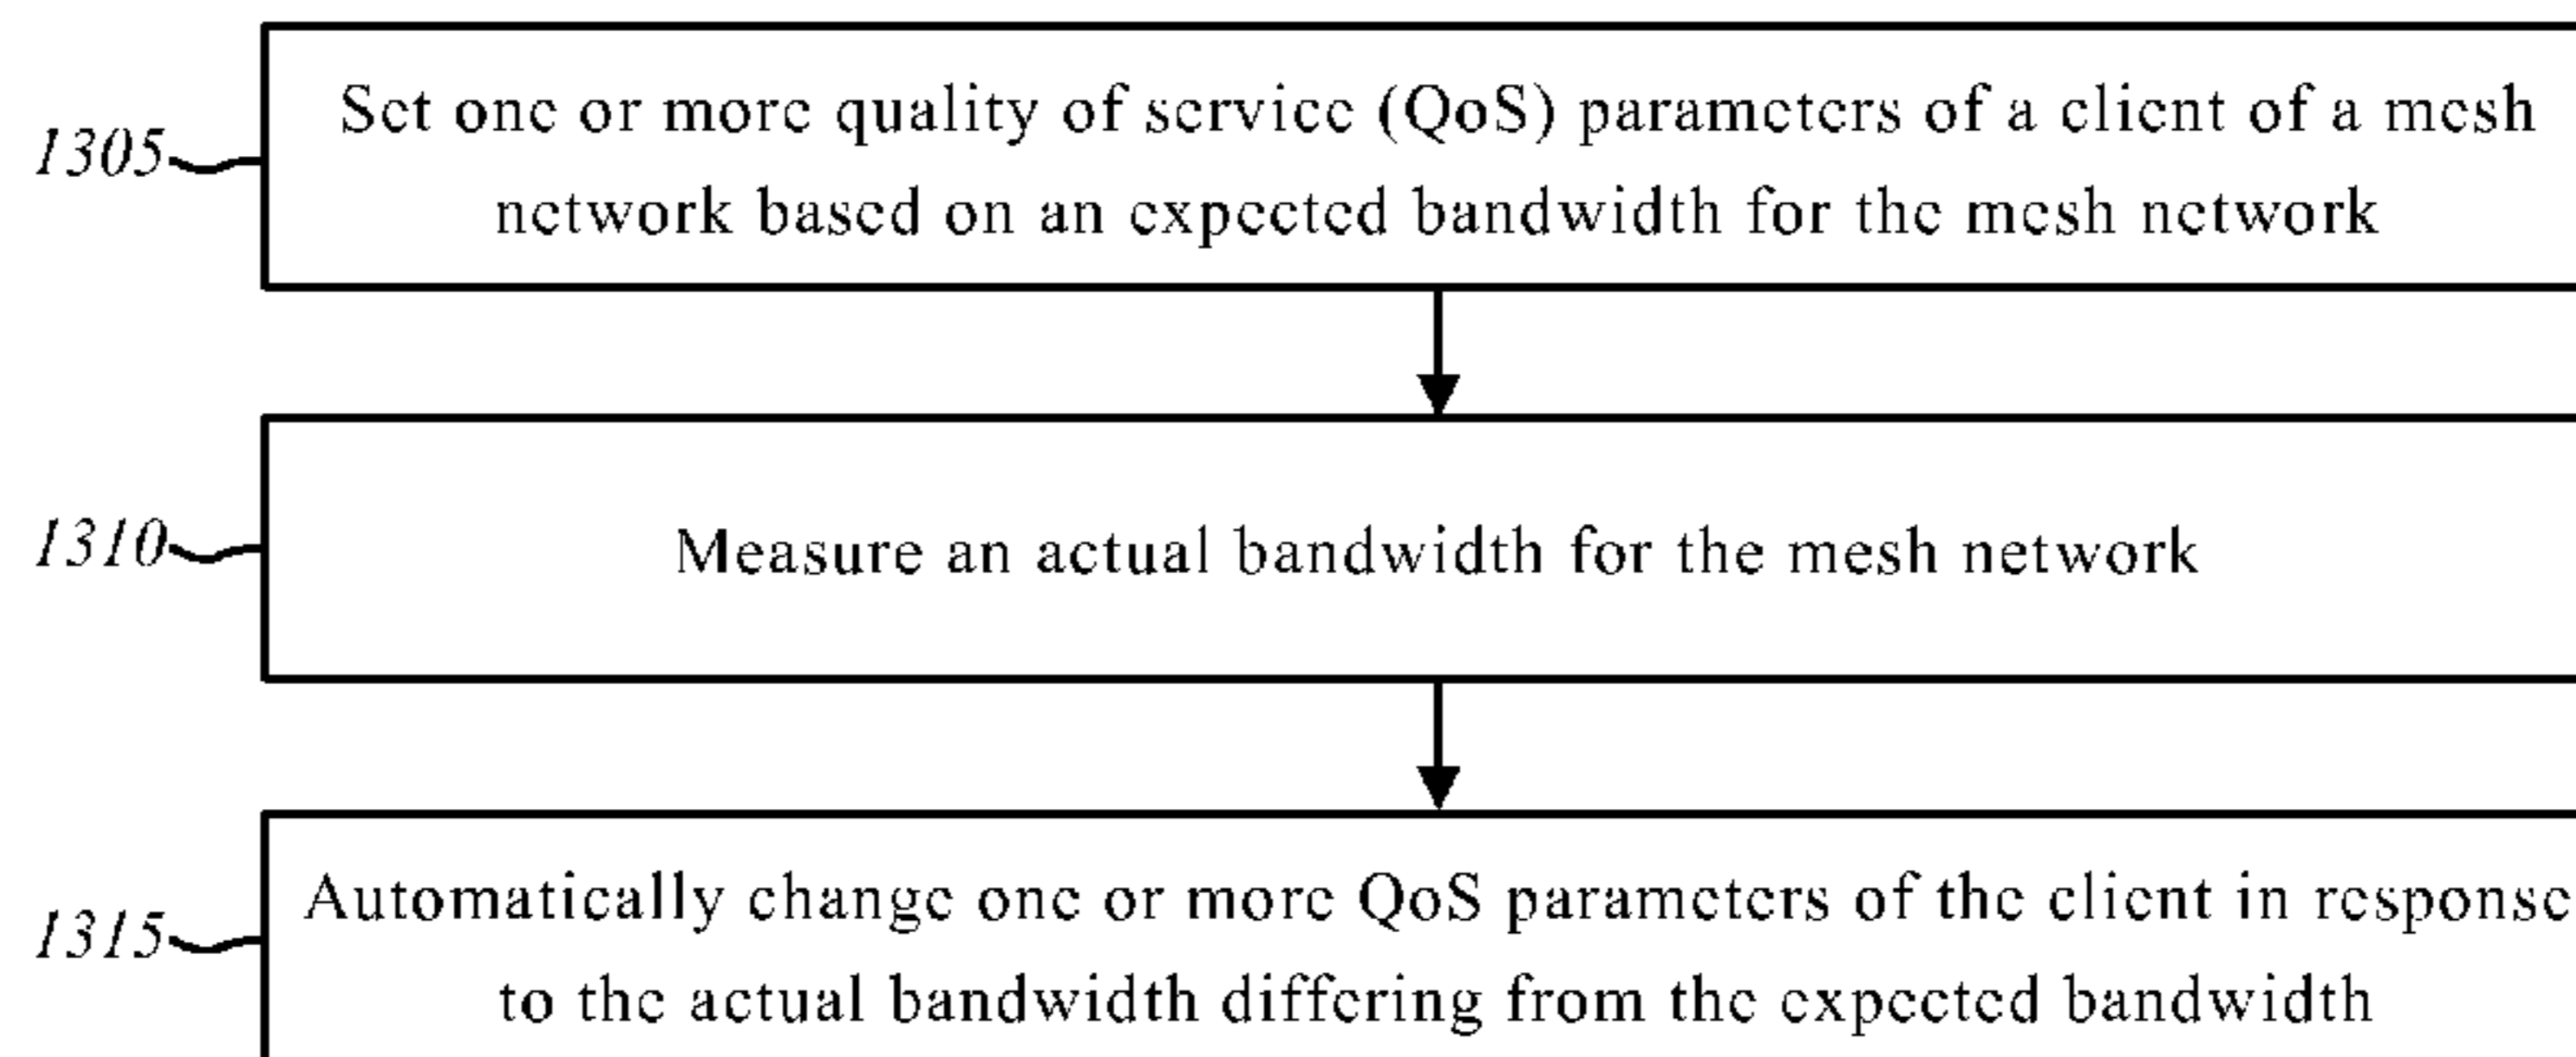 Set one or more quality of service (QoS) parameters of a client of a mesh
1305
network based on an expected bandwidth for the mesh network
1310
Measure an actual bandwidth for the mesh network
Automatically change one or more QoS parameters of the client in response
1315
to the actual bandwidth differing from the expected bandwidth